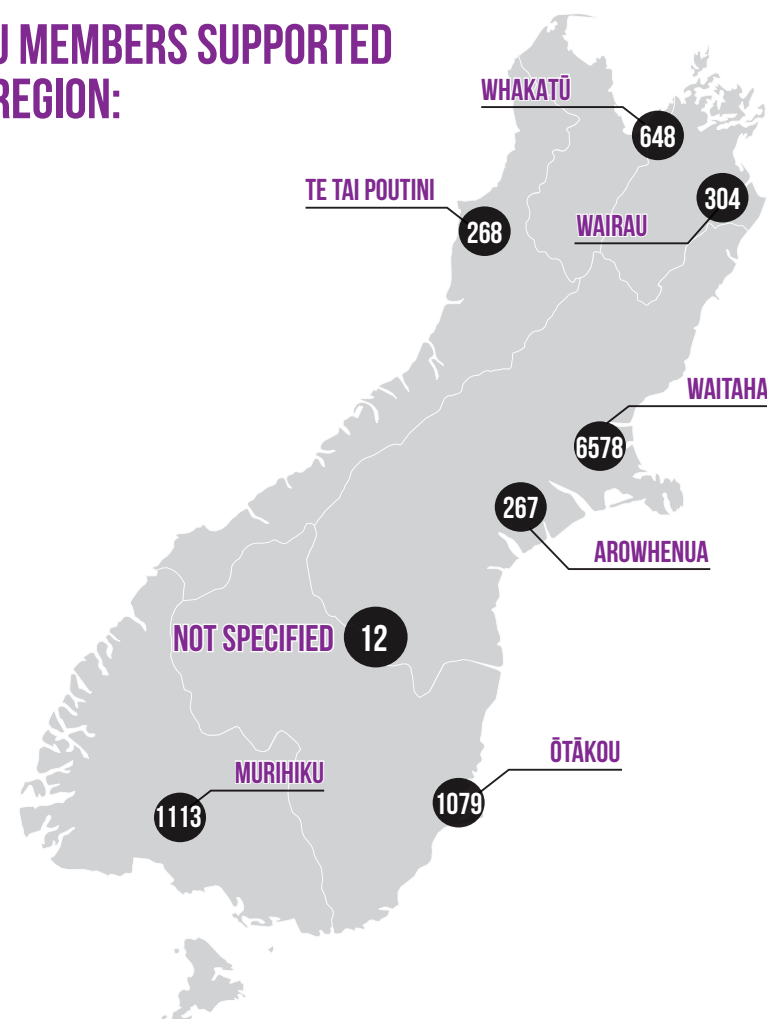 U MEMBERS SUPPORTED
REGION:
WHAKATŪ
648
TE TAI POUTINI
268
304
WAIRAU
WAITAHA
6578
267
AROWHENUA
NOT SPECIFIED
12
ŌTĀKOU
MURIHIKU
1079
1113